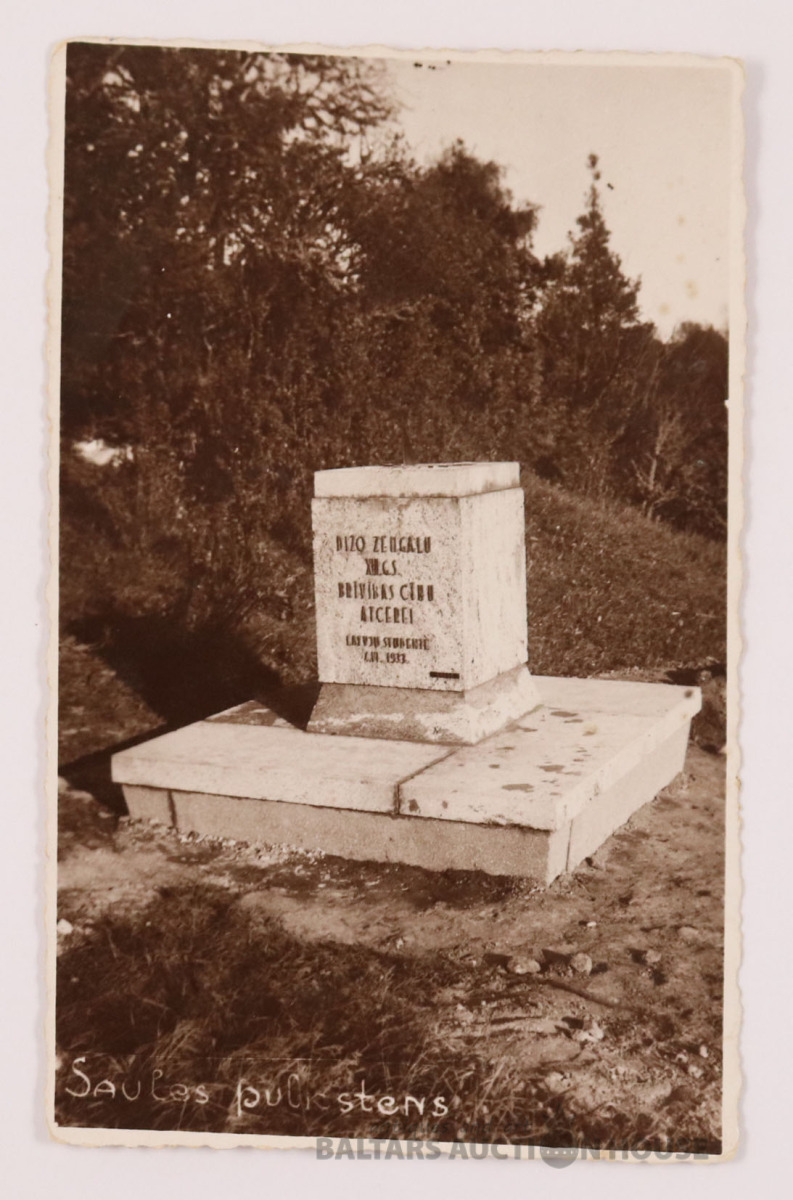 DIŽO ZEMGAĻU
XIII.G.S.
BRĪVĪBAS CĪŅU
ATCEREI
LATVJU STUDENTI
1933.
Saules pulkstens
BALTARS AUCTION HOUSE